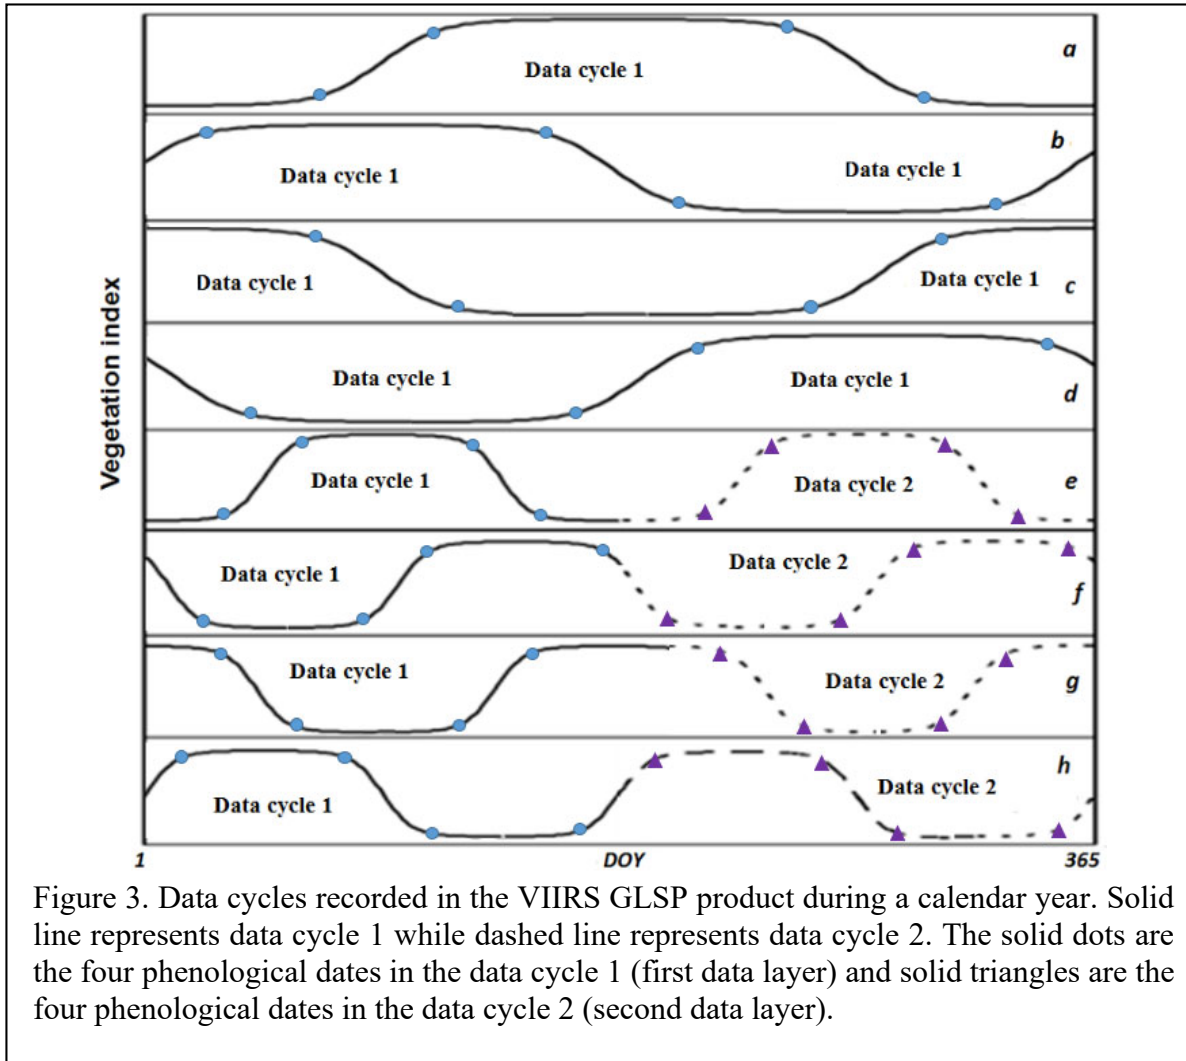 Data cycle 1
a
b
Data cycle 1
Data cycle 1
Data cycle 1
Data cycle 1
c
Data cycle 1
Data cycle 1
d
Vegetation index
Data cycle 1
Data cycle 2
e
Data cycle 1
Data cycle 2
f
Data cycle 1
Data cycle 2
g
Data cycle 1
Data cycle 2
h
1
DOY
365
Figure 3. Data cycles recorded in the VIIRS GLSP product during a calendar year. Solid
line represents data cycle 1 while dashed line represents data cycle 2. The solid dots are
the four phenological dates in the data cycle 1 (first data layer) and solid triangles are the
four phenological dates in the data cycle 2 (second data layer).